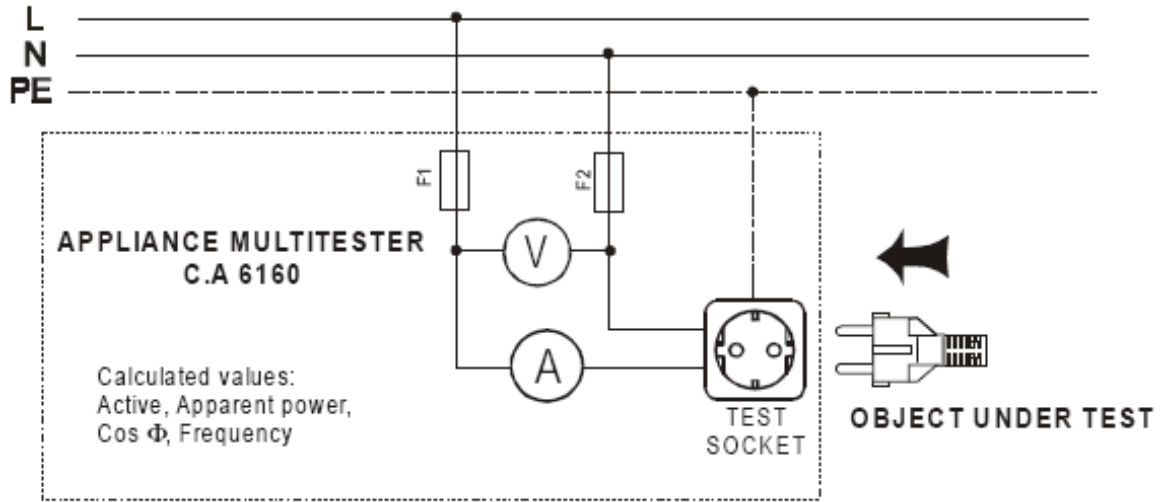 L
N
PE
F1
F2
APPLIANCE MULTITESTER
C.A 6160
V
A
Calculated values:
Active, Apparent power,
Cos Φ, Frequency
TEST
SOCKET
OBJECT UNDER TEST